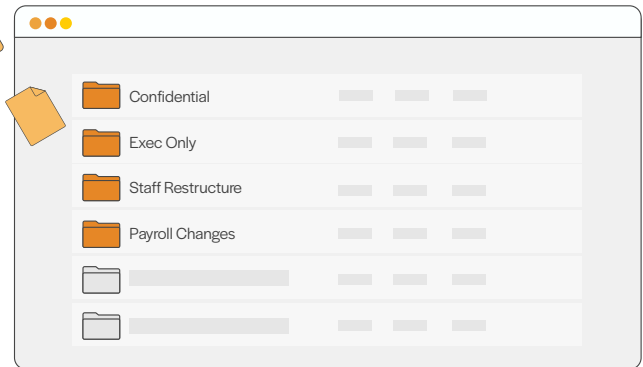 Confidential
Exec Only
Staff Restructure
Payroll Changes